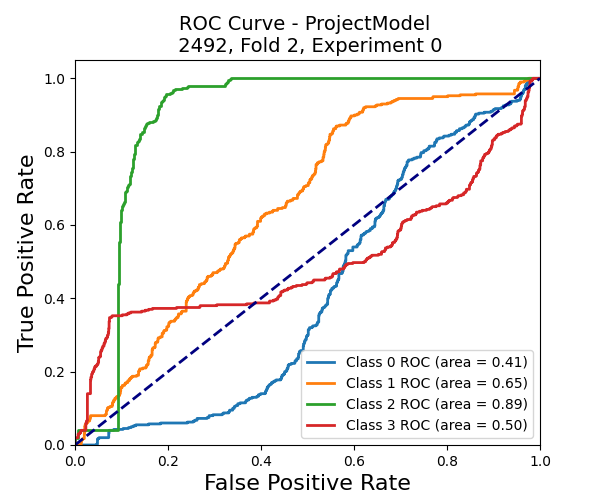 ROC Curve - ProjectModel
2492, Fold 2, Experiment 0
True Positive Rate
1.0
0.8
0.6
0.4
0.2
0.0
Class 0 ROC (area = 0.41)
Class 1 ROC (area = 0.65)
Class 2 ROC (area = 0.89)
Class 3 ROC (area = 0.50)
0.0 0.2 0.4 0.6 0.8 1.0
False Positive Rate